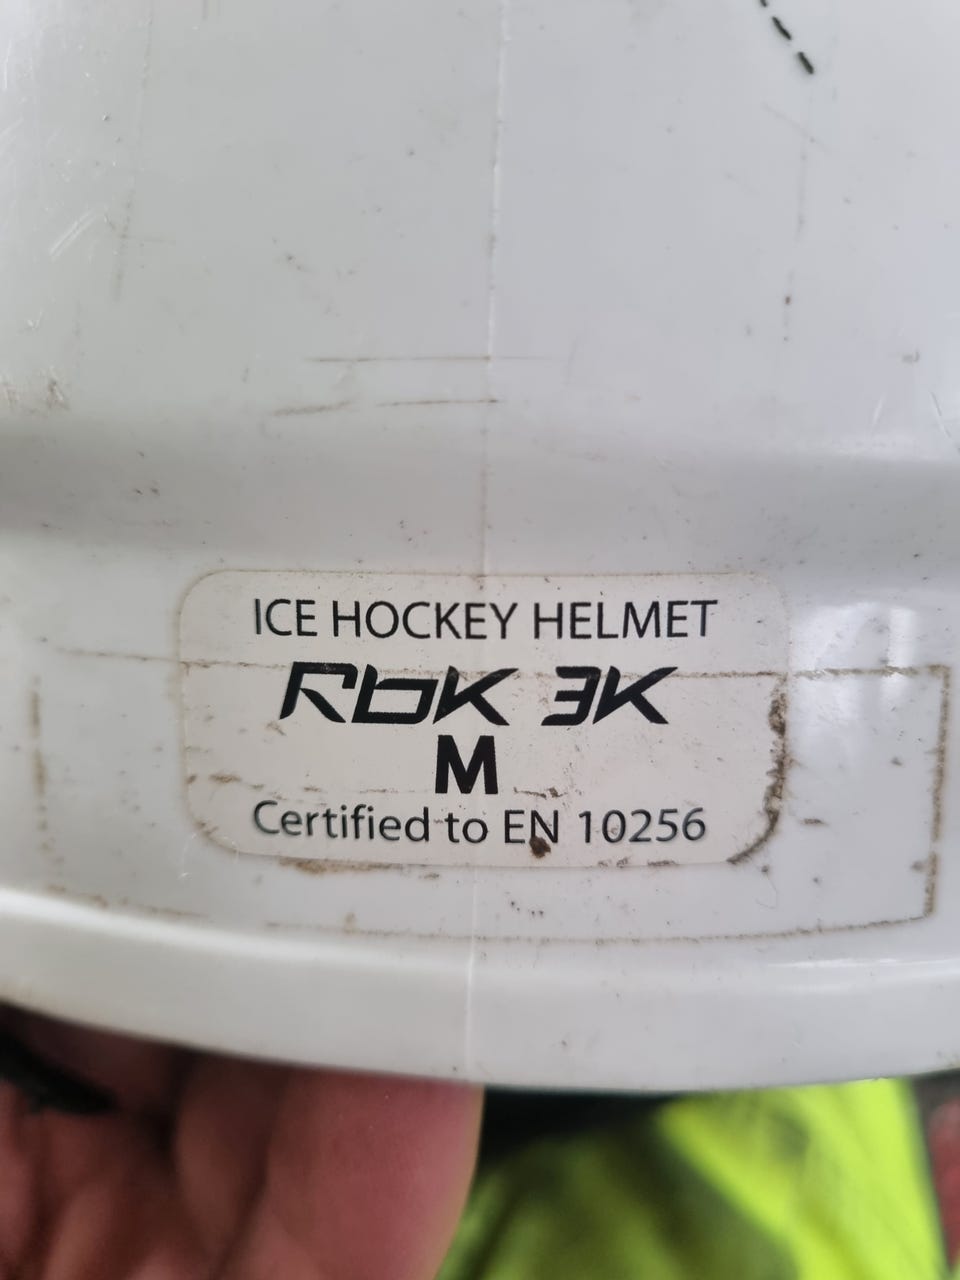 ICE HOCKEY HELMET
RbK 3K
M
Certified to EN 10256